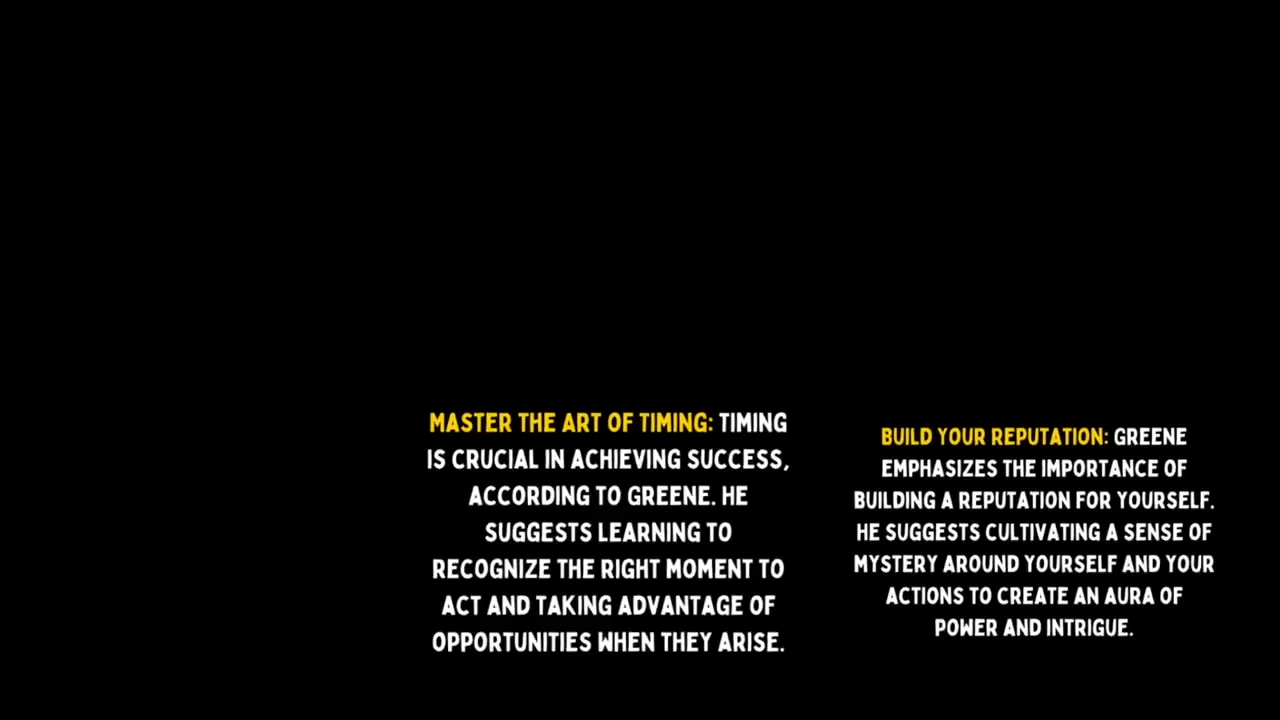 MASTER THE ART OF TIMING: TIMING
IS CRUCIAL IN ACHIEVING SUCCESS,
ACCORDING TO GREENE. HE
SUGGESTS LEARNING TO
RECOGNIZE THE RIGHT MOMENT TO
ACT AND TAKING ADVANTAGE OF
OPPORTUNITIES WHEN THEY ARISE.
BUILD YOUR REPUTATION: GREENE
EMPHASIZES THE IMPORTANCE OF
BUILDING A REPUTATION FOR YOURSELF.
HE SUGGESTS CULTIVATING A SENSE OF
MYSTERY AROUND YOURSELF AND YOUR
ACTIONS TO CREATE AN AURA OF
POWER AND INTRIGUE.